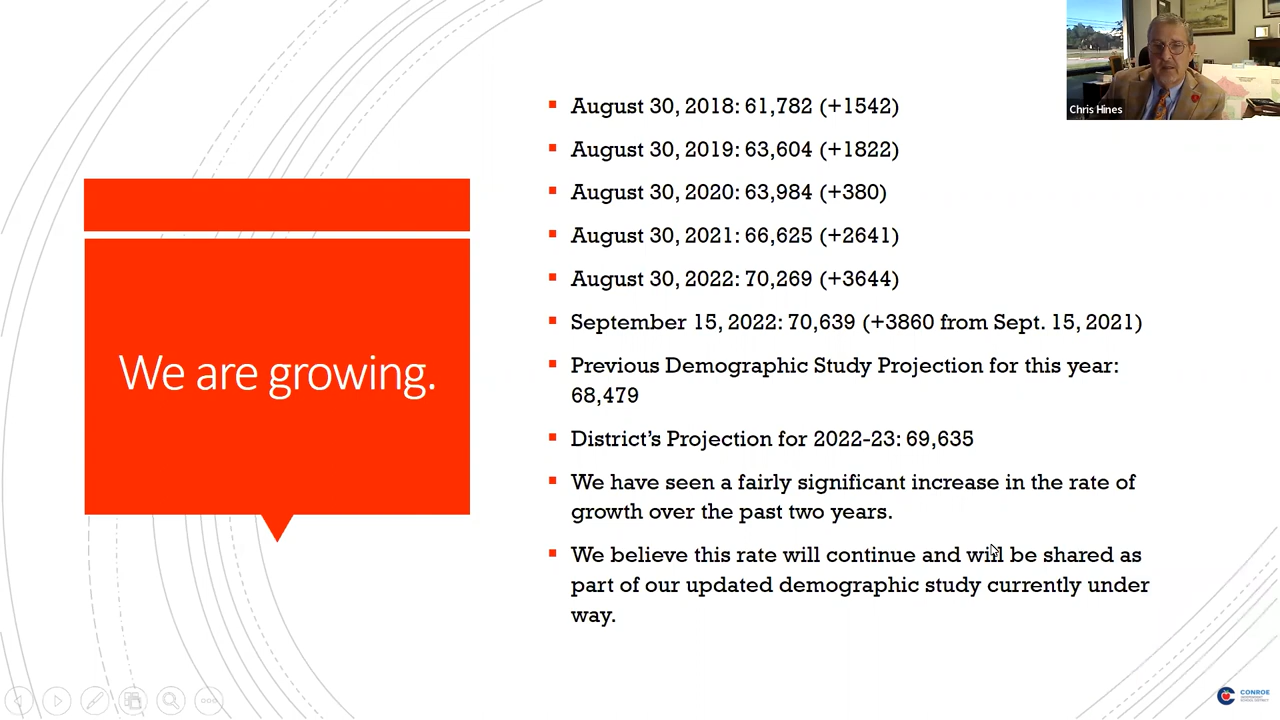 Chris Hines
We are growing.
August 30, 2018: 61,782 (+1542)
August 30, 2019: 63,604 (+1822)
August 30, 2020: 63,984 (+380)
August 30, 2021: 66,625 (+2641)
August 30, 2022: 70,269 (+3644)
September 15, 2022: 70,639 (+3860 from Sept. 15, 2021)
Previous Demographic Study Projection for this year:
68,479
District's Projection for 2022-23: 69,635
We have seen a fairly significant increase in the rate of
growth over the past two years.
We believe this rate will continue and will be shared as
part of our updated demographic study currently under
way.
CONROE
INDEPENDENT
SCHOOL DISTRICT